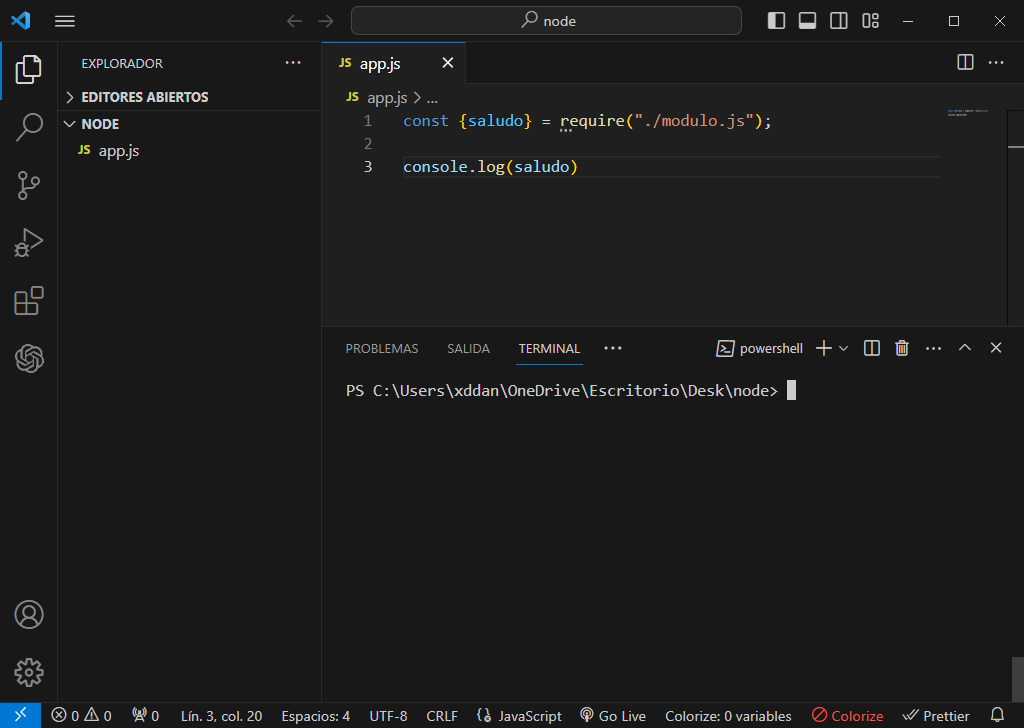 node
EXPLORADOR
EDITORES ABIERTOS
NODE
JS app.js
JS app.js
JS app.js > ...
1 const {saludo} = require("./modulo.js");
2
3 console.log(saludo)
PROBLEMAS SALIDA TERMINAL powershell
PS C:\Users\xddan\OneDrive\Escritorio\Desk\node>
0 0 0 Lín. 3, col. 20 Espacios: 4 UTF-8 CRLF JavaScript Go Live Colorize: 0 variables Colorize Prettier